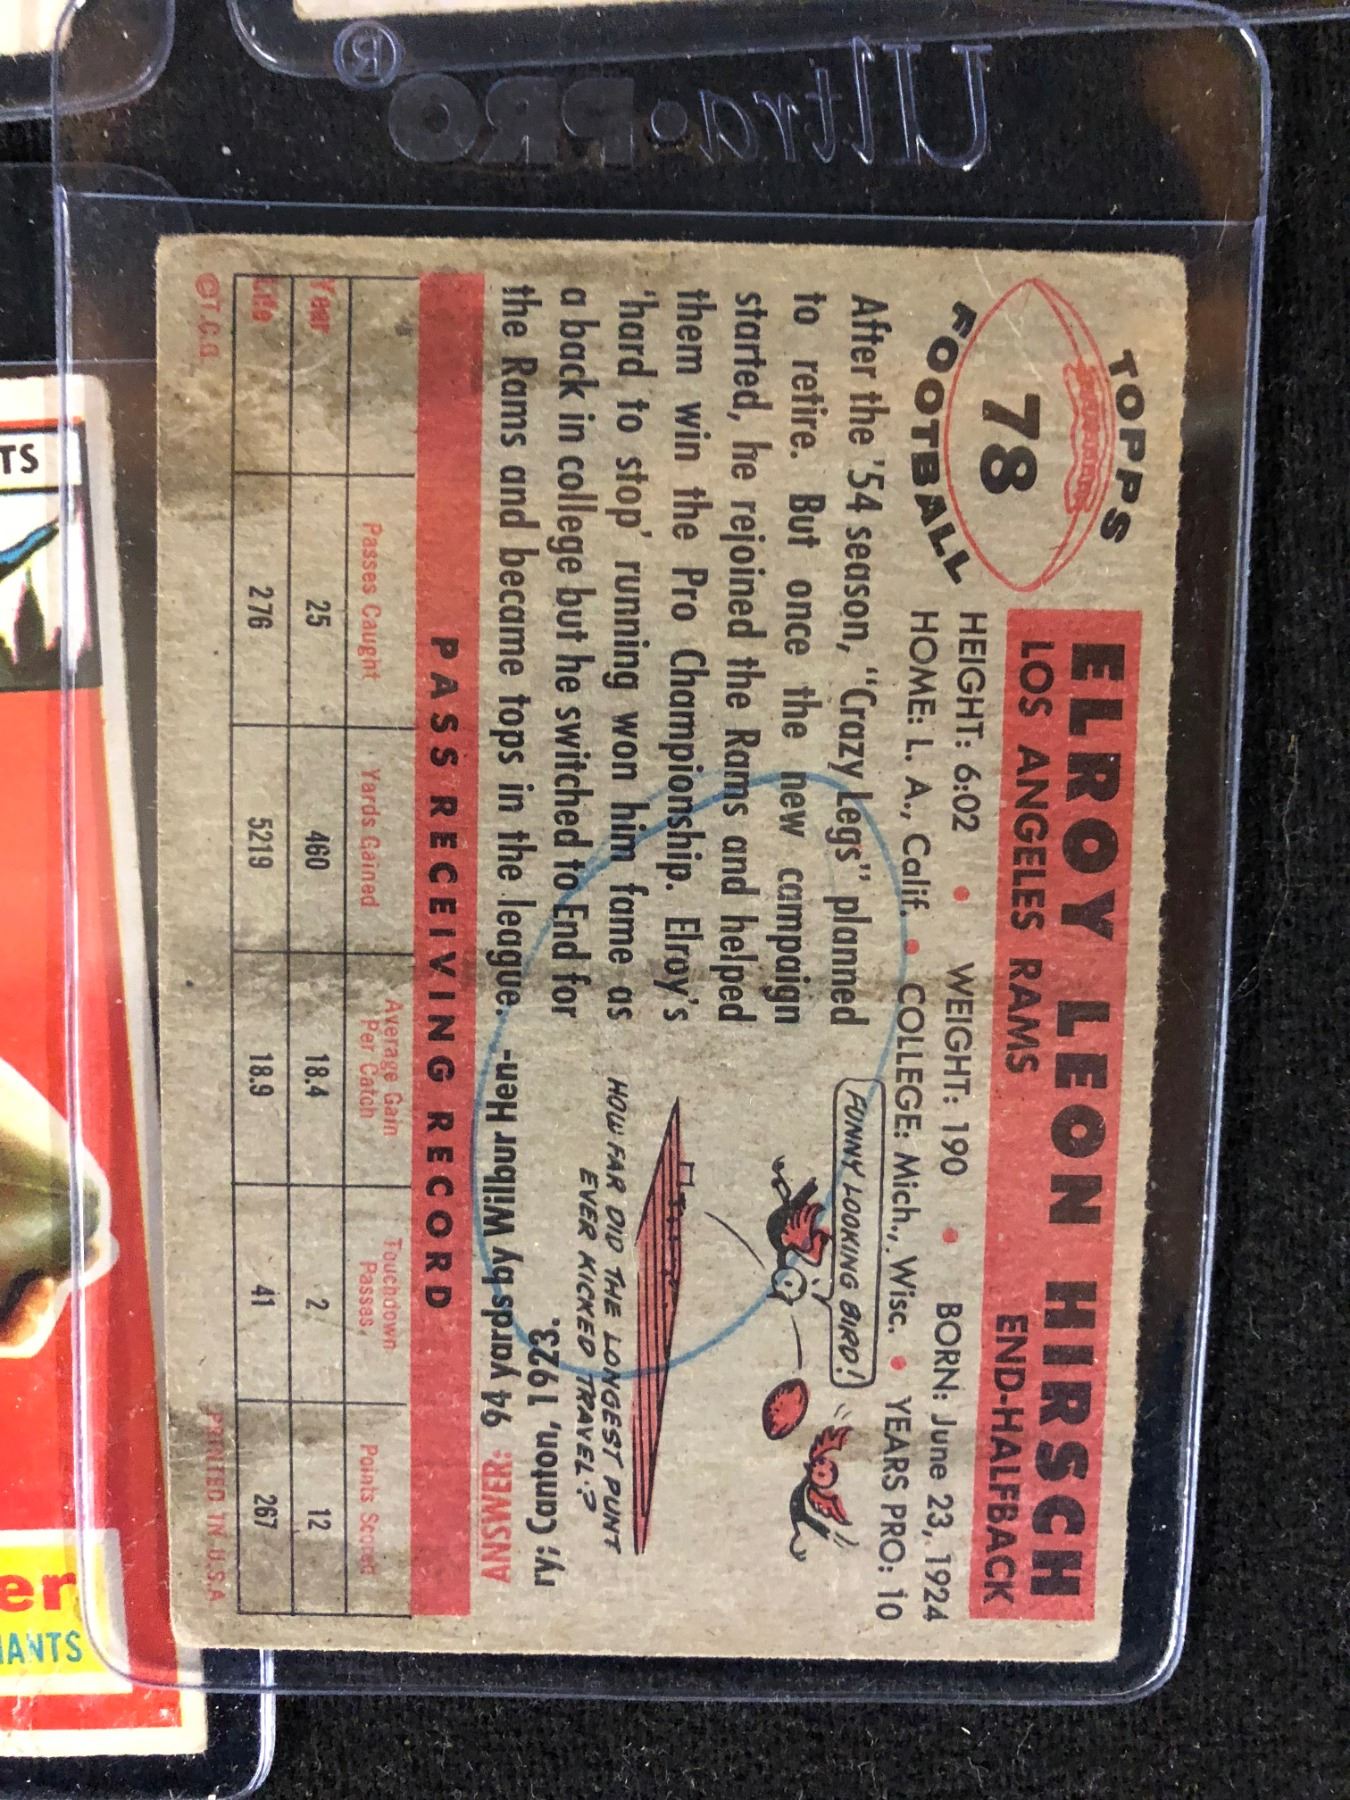 Ultra•PRO®
TOPPS
78
FOOTBALL
ELROY LEON HIRSCH
LOS ANGELES RAMS END-HALFBACK
HEIGHT: 6:02 • WEIGHT: 190 • BORN: June 23, 1924
HOME: L. A., Calif. • COLLEGE: Mich., Wisc. • YEARS PRO: 10
After the '54 season, "Crazy Legs" planned
to retire. But once the new campaign
started, he rejoined the Rams and helped
them win the Pro Championship. Elroy's
'hard to stop' running won him fame as
a back in college but he switched to End for
the Rams and became tops in the league.
FUNNY LOOKING BIRD!
HOW FAR DID THE LONGEST PUNT
EVER KICKED TRAVEL?
ANSWER: 94 yards by Wilbur Hen-
ry: Canton, 1923.
PASS RECEIVING RECORD
Passes Caught Yards Gained Average Gain Per Catch Touchdown Passes. Points Scored
Year 25 460 18.4 2 12
Life 276 5219 18.9 41 267
©T.C.G. PRINTED IN U.S.A.
TS
er
IANTS